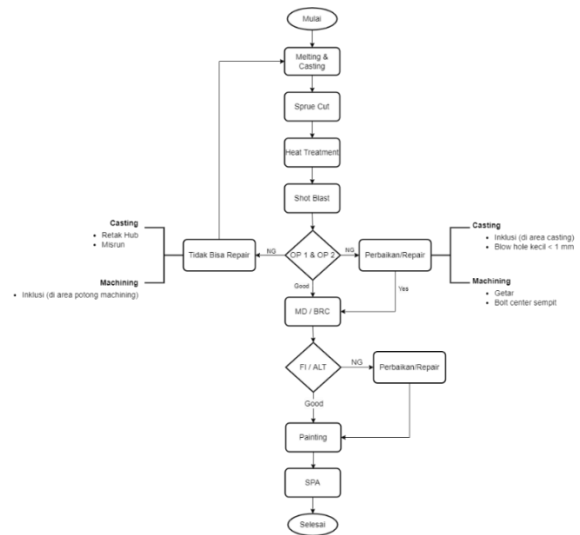 Mulai
Melting &
Casting
Sprue Cut
Heat Treatment
Shot Blast
Casting
Retak Hub
Misrun
Machining
Inklusi (di area potong machining)
Tidak Bisa Repair
NG
OP 1 & OP 2
NG
Perbaikan/Repair
Casting
Inklusi (di area casting)
Blow hole kecil < 1 mm
Machining
Getar
Bolt center sempit
Good
Yes
MD / BRC
FI / ALT
NG
Perbaikan/Repair
Good
Painting
SPA
Selesai